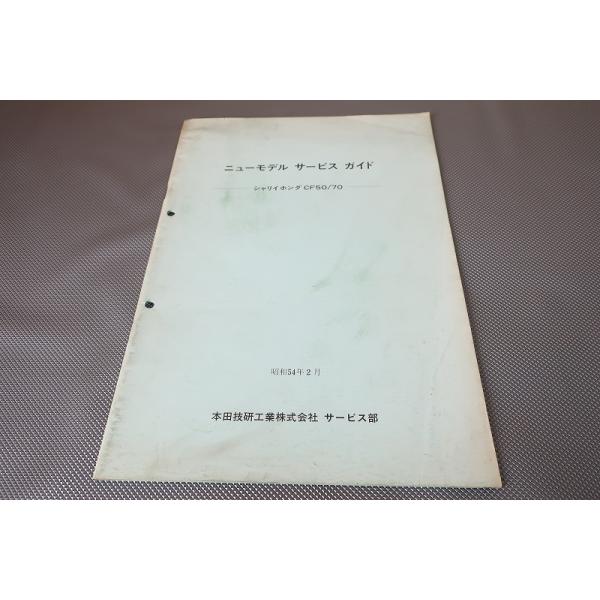 ニューモデル サービス ガイド
シャリイホンダ CF50/70
昭和54年2月
本田技研工業株式会社 サービス部